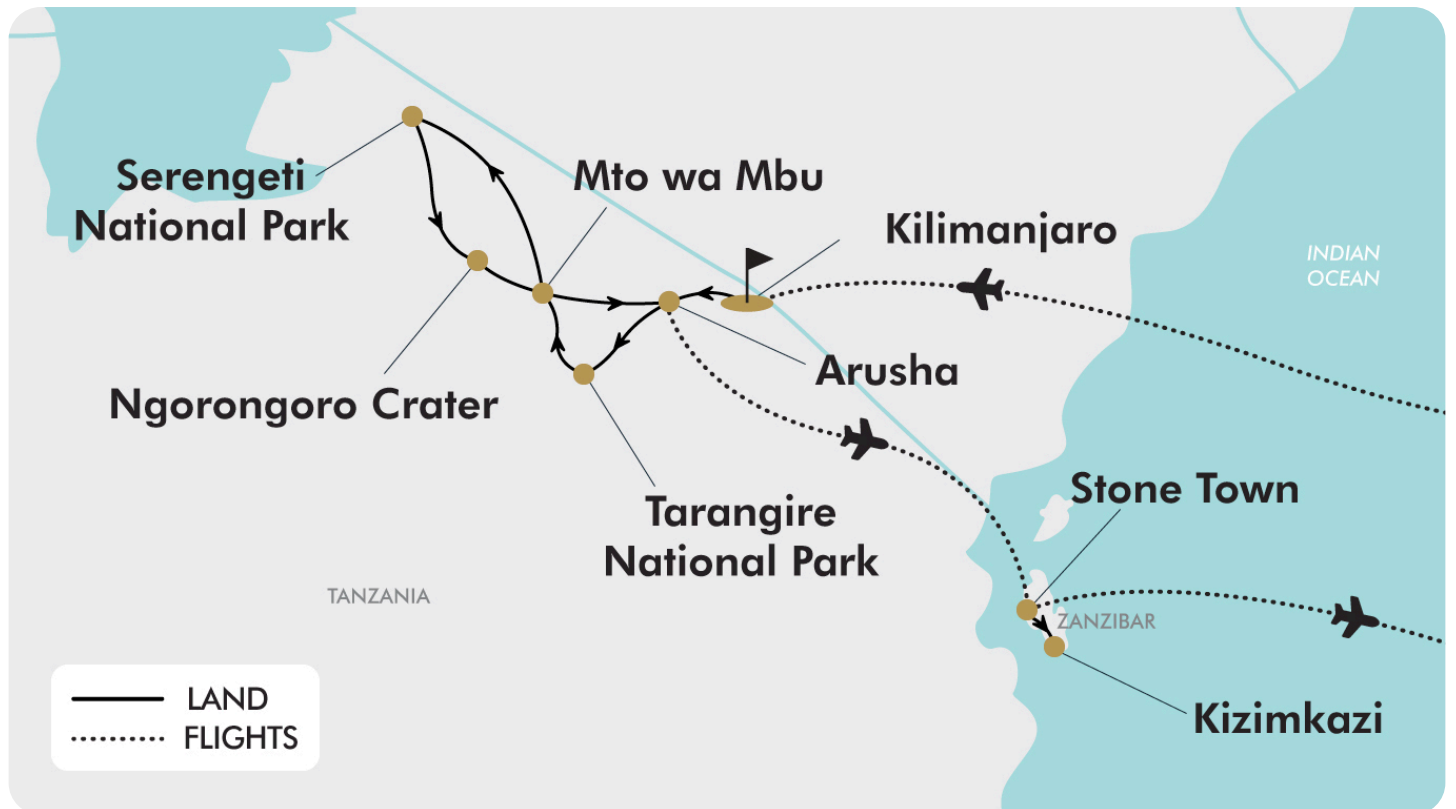 Serengeti
National Park
Mto wa Mbu
Kilimanjaro
INDIAN
OCEAN
Arusha
Ngorongoro Crater
Tarangire
National Park
Stone Town
TANZANIA
ZANZIBAR
Kizimkazi
LAND
FLIGHTS